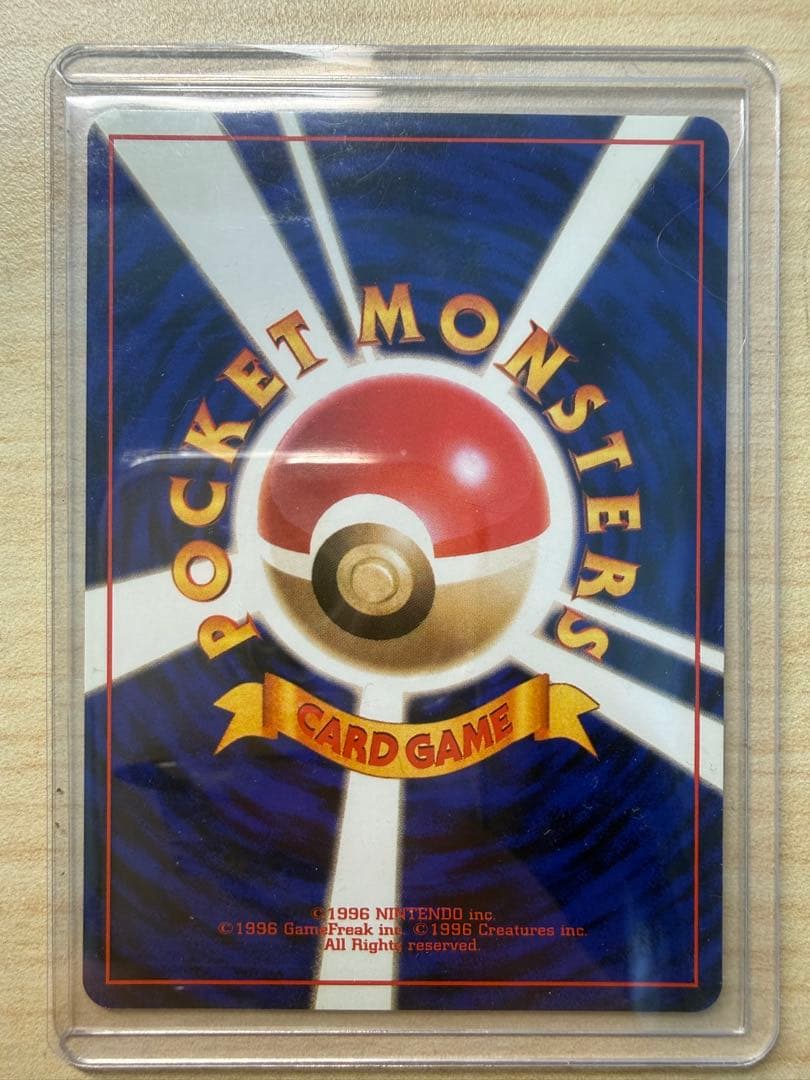 POCKET MONSTERS
CARD GAME
©1996 NINTENDO inc.
©1996 GameFreak inc. ©1996 Creatures inc.
All Rights reserved.